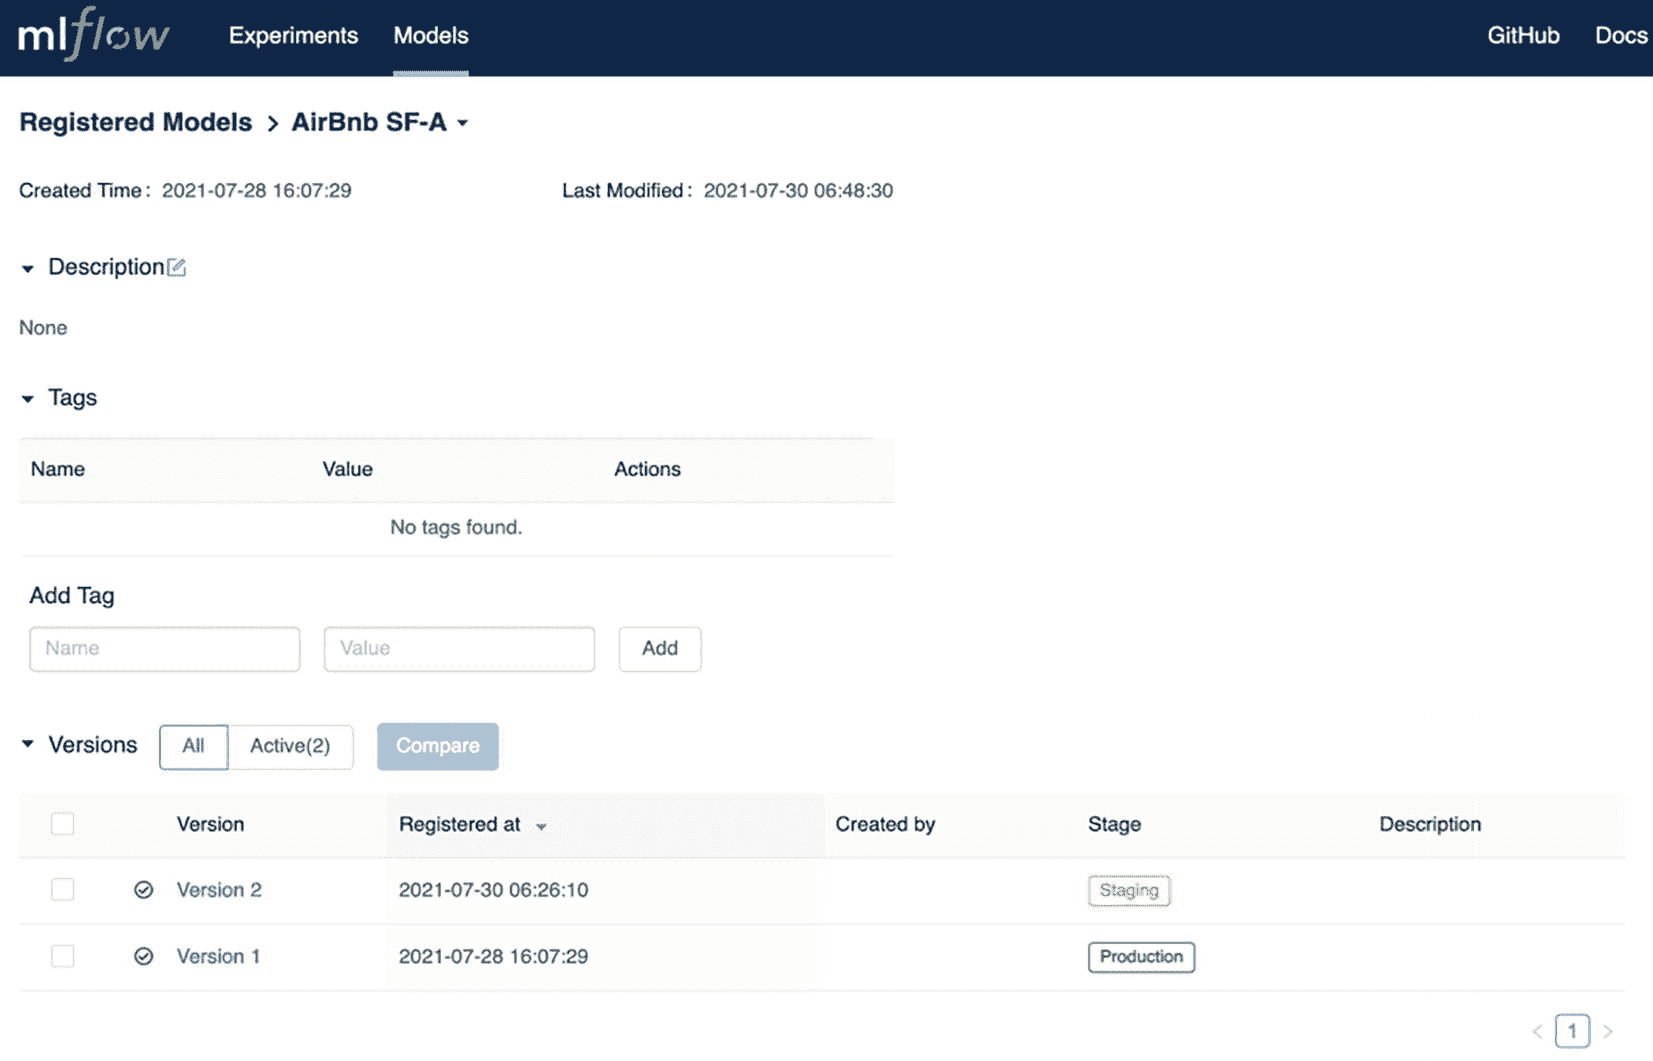 mlflow Experiments Models GitHub Docs
Registered Models > AirBnb SF-A
Created Time: 2021-07-28 16:07:29 Last Modified: 2021-07-30 06:48:30
Description
None
Tags
Name Value Actions
No tags found.
Add Tag
Name Value Add
Versions All Active(2) Compare
Version Registered at Created by Stage Description
Version 2 2021-07-30 06:26:10 Staging
Version 1 2021-07-28 16:07:29 Production
< 1 >